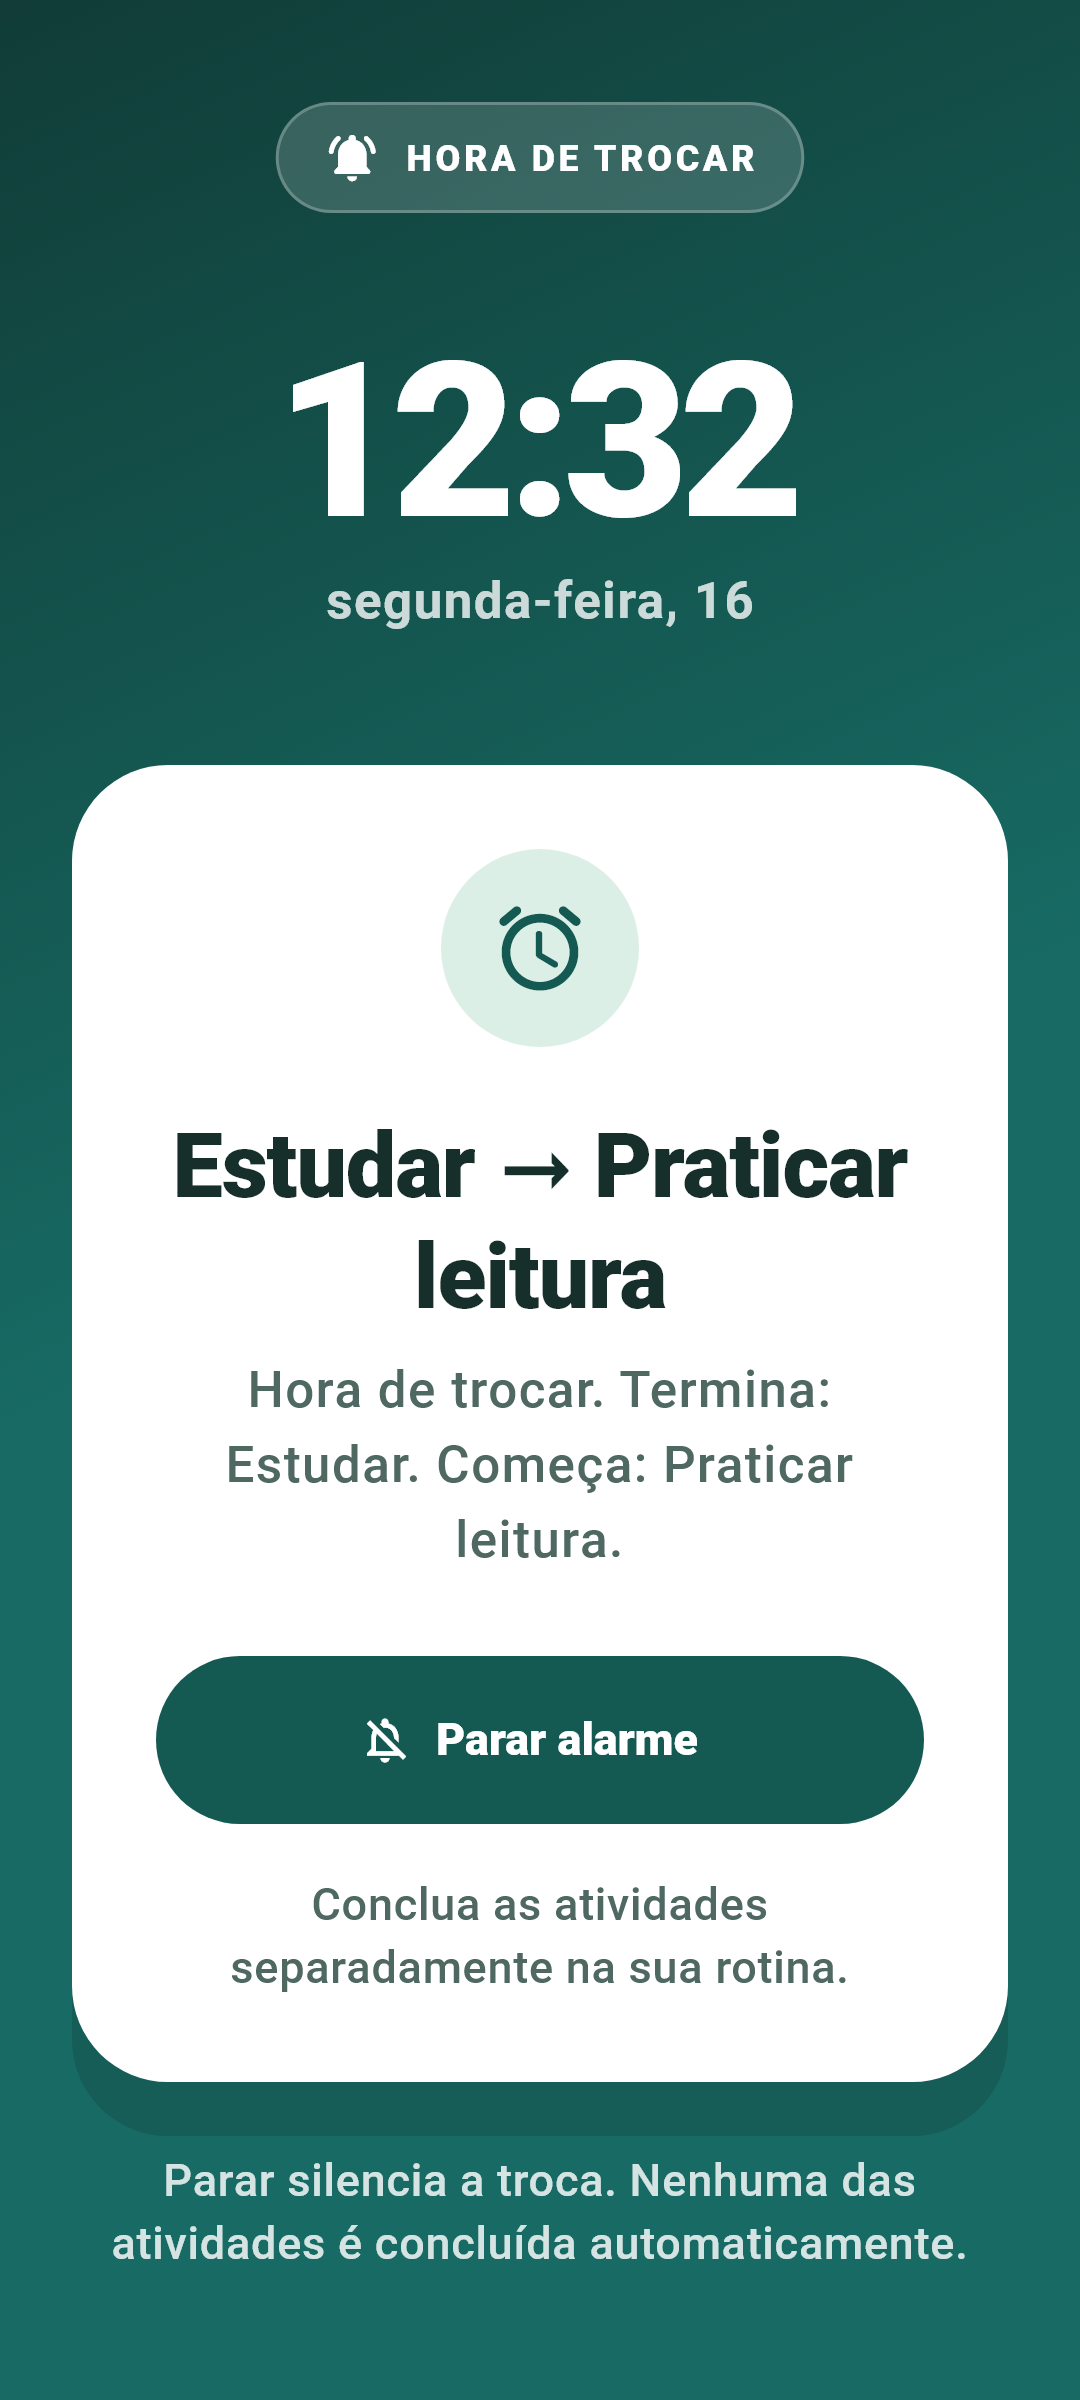 HORA DE TROCAR
12:32
segunda-feira, 16
Estudar → Praticar
leitura
Hora de trocar. Termina:
Estudar. Começa: Praticar
leitura.
Parar alarme
Conclua as atividades
separadamente na sua rotina.
Parar silencia a troca. Nenhuma das
atividades é concluída automaticamente.